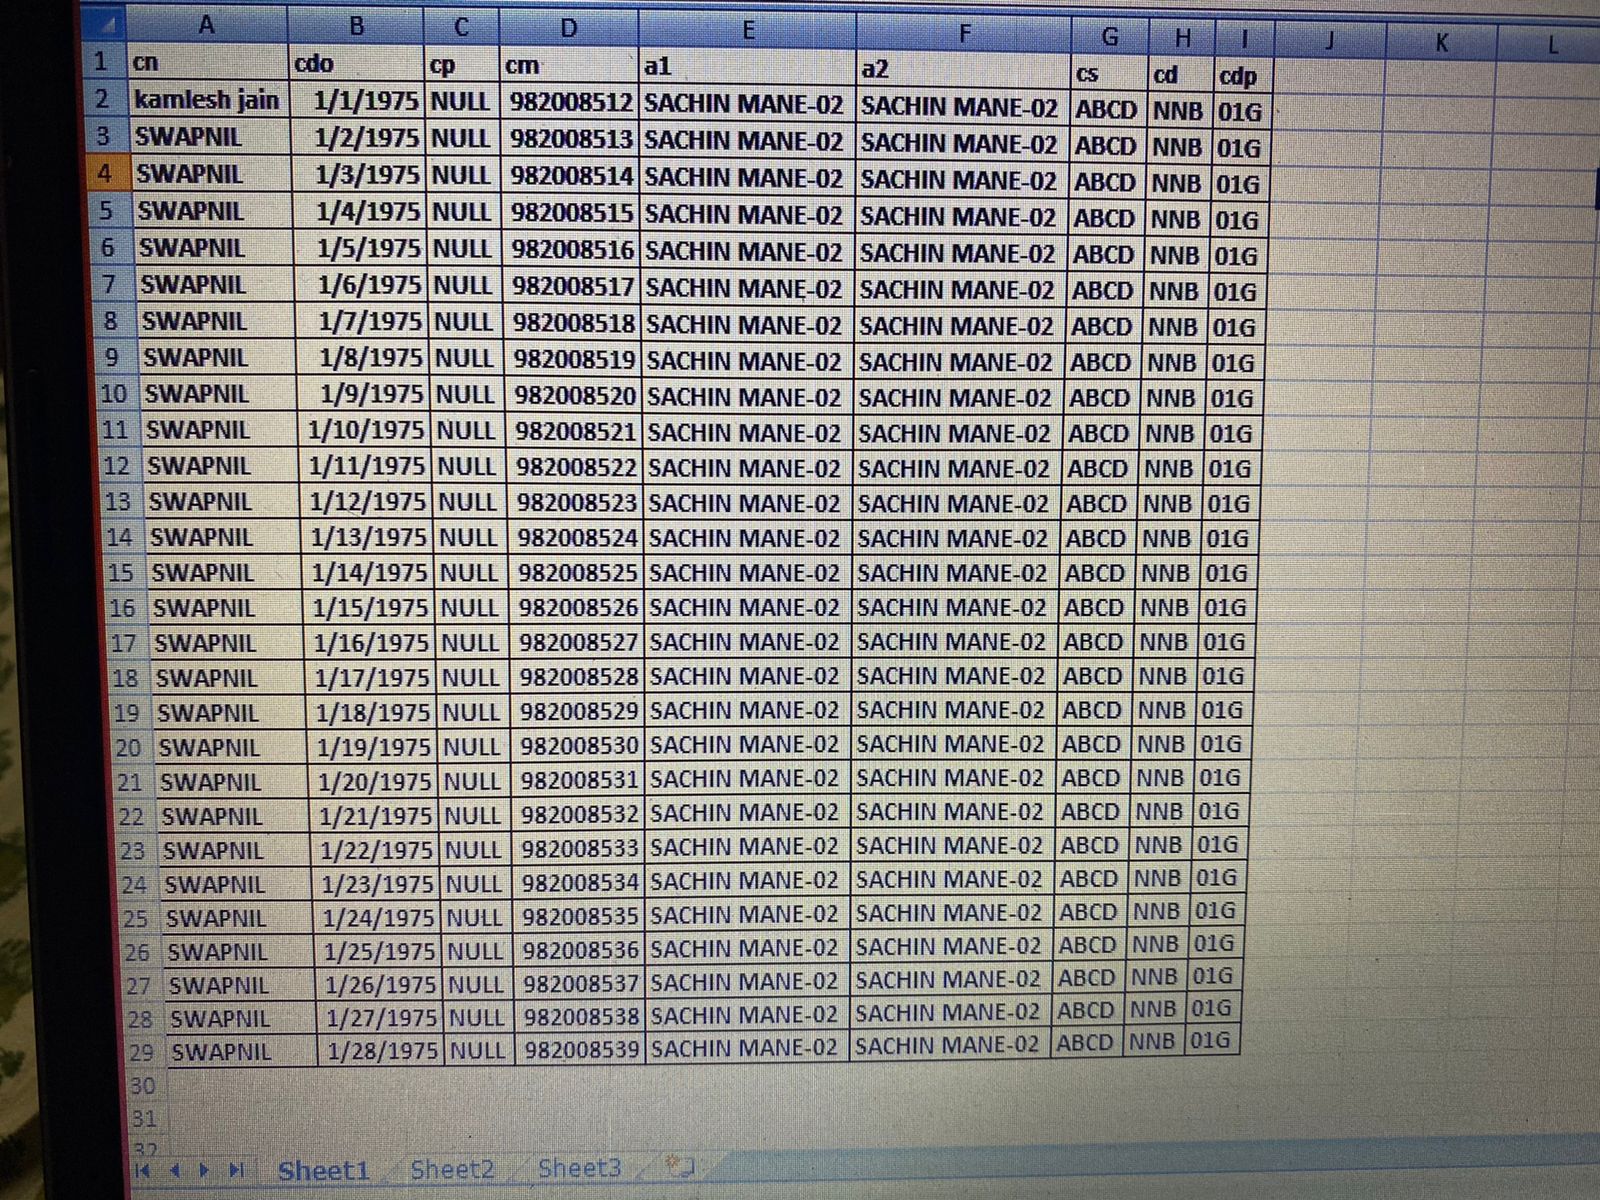 A B C D E F G H I J K L
1 cn cdo cp cm a1 a2 cs cd cdp
2 kamlesh jain 1/1/1975 NULL 982008512 SACHIN MANE-02 SACHIN MANE-02 ABCD NNB 01G
3 SWAPNIL 1/2/1975 NULL 982008513 SACHIN MANE-02 SACHIN MANE-02 ABCD NNB 01G
4 SWAPNIL 1/3/1975 NULL 982008514 SACHIN MANE-02 SACHIN MANE-02 ABCD NNB 01G
5 SWAPNIL 1/4/1975 NULL 982008515 SACHIN MANE-02 SACHIN MANE-02 ABCD NNB 01G
6 SWAPNIL 1/5/1975 NULL 982008516 SACHIN MANE-02 SACHIN MANE-02 ABCD NNB 01G
7 SWAPNIL 1/6/1975 NULL 982008517 SACHIN MANE-02 SACHIN MANE-02 ABCD NNB 01G
8 SWAPNIL 1/7/1975 NULL 982008518 SACHIN MANE-02 SACHIN MANE-02 ABCD NNB 01G
9 SWAPNIL 1/8/1975 NULL 982008519 SACHIN MANE-02 SACHIN MANE-02 ABCD NNB 01G
10 SWAPNIL 1/9/1975 NULL 982008520 SACHIN MANE-02 SACHIN MANE-02 ABCD NNB 01G
11 SWAPNIL 1/10/1975 NULL 982008521 SACHIN MANE-02 SACHIN MANE-02 ABCD NNB 01G
12 SWAPNIL 1/11/1975 NULL 982008522 SACHIN MANE-02 SACHIN MANE-02 ABCD NNB 01G
13 SWAPNIL 1/12/1975 NULL 982008523 SACHIN MANE-02 SACHIN MANE-02 ABCD NNB 01G
14 SWAPNIL 1/13/1975 NULL 982008524 SACHIN MANE-02 SACHIN MANE-02 ABCD NNB 01G
15 SWAPNIL 1/14/1975 NULL 982008525 SACHIN MANE-02 SACHIN MANE-02 ABCD NNB 01G
16 SWAPNIL 1/15/1975 NULL 982008526 SACHIN MANE-02 SACHIN MANE-02 ABCD NNB 01G
17 SWAPNIL 1/16/1975 NULL 982008527 SACHIN MANE-02 SACHIN MANE-02 ABCD NNB 01G
18 SWAPNIL 1/17/1975 NULL 982008528 SACHIN MANE-02 SACHIN MANE-02 ABCD NNB 01G
19 SWAPNIL 1/18/1975 NULL 982008529 SACHIN MANE-02 SACHIN MANE-02 ABCD NNB 01G
20 SWAPNIL 1/19/1975 NULL 982008530 SACHIN MANE-02 SACHIN MANE-02 ABCD NNB 01G
21 SWAPNIL 1/20/1975 NULL 982008531 SACHIN MANE-02 SACHIN MANE-02 ABCD NNB 01G
22 SWAPNIL 1/21/1975 NULL 982008532 SACHIN MANE-02 SACHIN MANE-02 ABCD NNB 01G
23 SWAPNIL 1/22/1975 NULL 982008533 SACHIN MANE-02 SACHIN MANE-02 ABCD NNB 01G
24 SWAPNIL 1/23/1975 NULL 982008534 SACHIN MANE-02 SACHIN MANE-02 ABCD NNB 01G
25 SWAPNIL 1/24/1975 NULL 982008535 SACHIN MANE-02 SACHIN MANE-02 ABCD NNB 01G
26 SWAPNIL 1/25/1975 NULL 982008536 SACHIN MANE-02 SACHIN MANE-02 ABCD NNB 01G
27 SWAPNIL 1/26/1975 NULL 982008537 SACHIN MANE-02 SACHIN MANE-02 ABCD NNB 01G
28 SWAPNIL 1/27/1975 NULL 982008538 SACHIN MANE-02 SACHIN MANE-02 ABCD NNB 01G
29 SWAPNIL 1/28/1975 NULL 982008539 SACHIN MANE-02 SACHIN MANE-02 ABCD NNB 01G
30
31
32
Sheet1 Sheet2 Sheet3